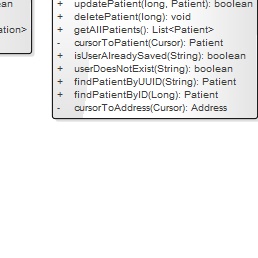 ean
+ updatePatient(long, Patient): boolean
+ deletePatient(long): void
ation>
+ getAllPatients(): List<Patient>
- cursorToPatient(Cursor): Patient
+ isUserAlreadySaved(String): boolean
+ userDoesNotExist(String): boolean
+ findPatientByUUID(String): Patient
+ findPatientByID(Long): Patient
- cursorToAddress(Cursor): Address